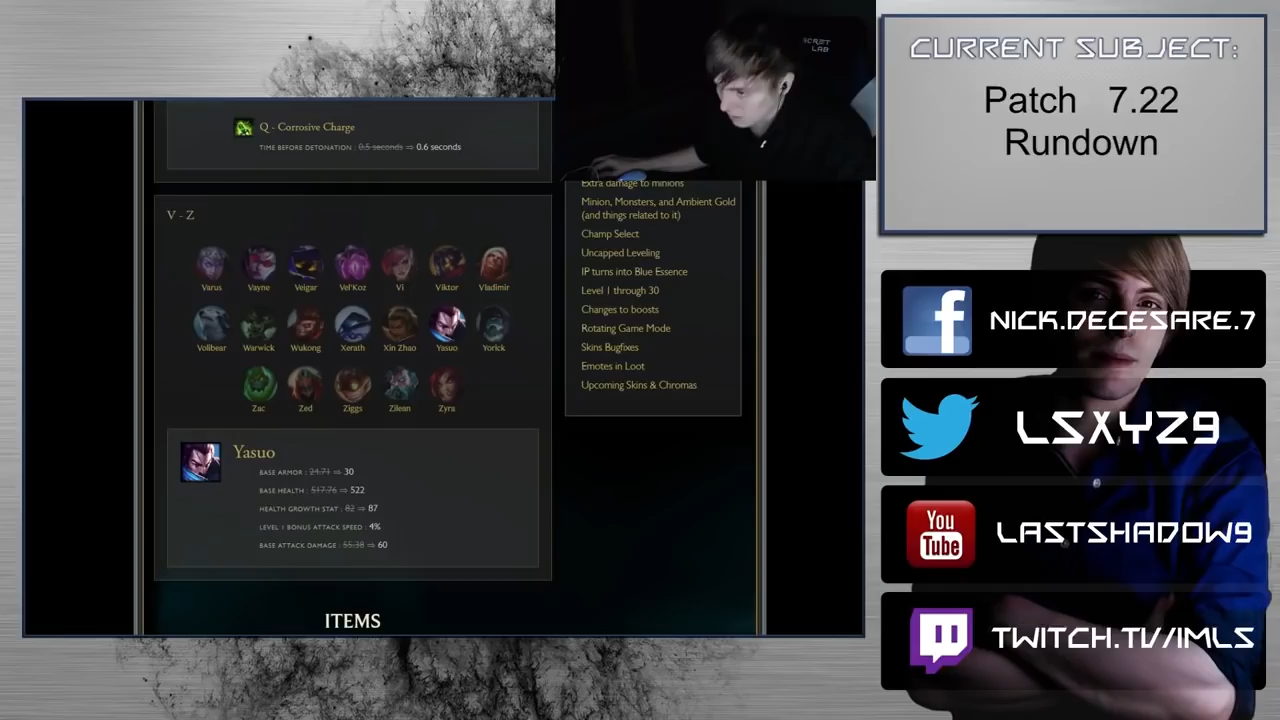 Q - Corrosive Charge
TIME BEFORE DETONATION : 0.5 seconds ⇒ 0.6 seconds
V - Z
Varus Vayne Veigar Vel'Koz Vi Viktor Vladimir
Volibear Warwick Wukong Xerath Xin Zhao Yasuo Yorick
Zac Zed Ziggs Zilean Zyra
Yasuo
BASE ARMOR : 24.71 ⇒ 30
BASE HEALTH : 517.76 ⇒ 522
HEALTH GROWTH STAT : 82 ⇒ 87
LEVEL 1 BONUS ATTACK SPEED : 4%
BASE ATTACK DAMAGE : 55.38 ⇒ 60
ITEMS
SECRET
LAB
Extra damage to minions
Minion, Monsters, and Ambient Gold
(and things related to it)
Champ Select
Uncapped Leveling
IP turns into Blue Essence
Level 1 through 30
Changes to boosts
Rotating Game Mode
Skins Bugfixes
Emotes in Loot
Upcoming Skins & Chromas
CURRENT SUBJECT:
Patch 7.22
Rundown
f NICK.DECESARE.7
LSXYZ9
You
Tube
LASTSHADOW9
TWITCH.TV/IMLS